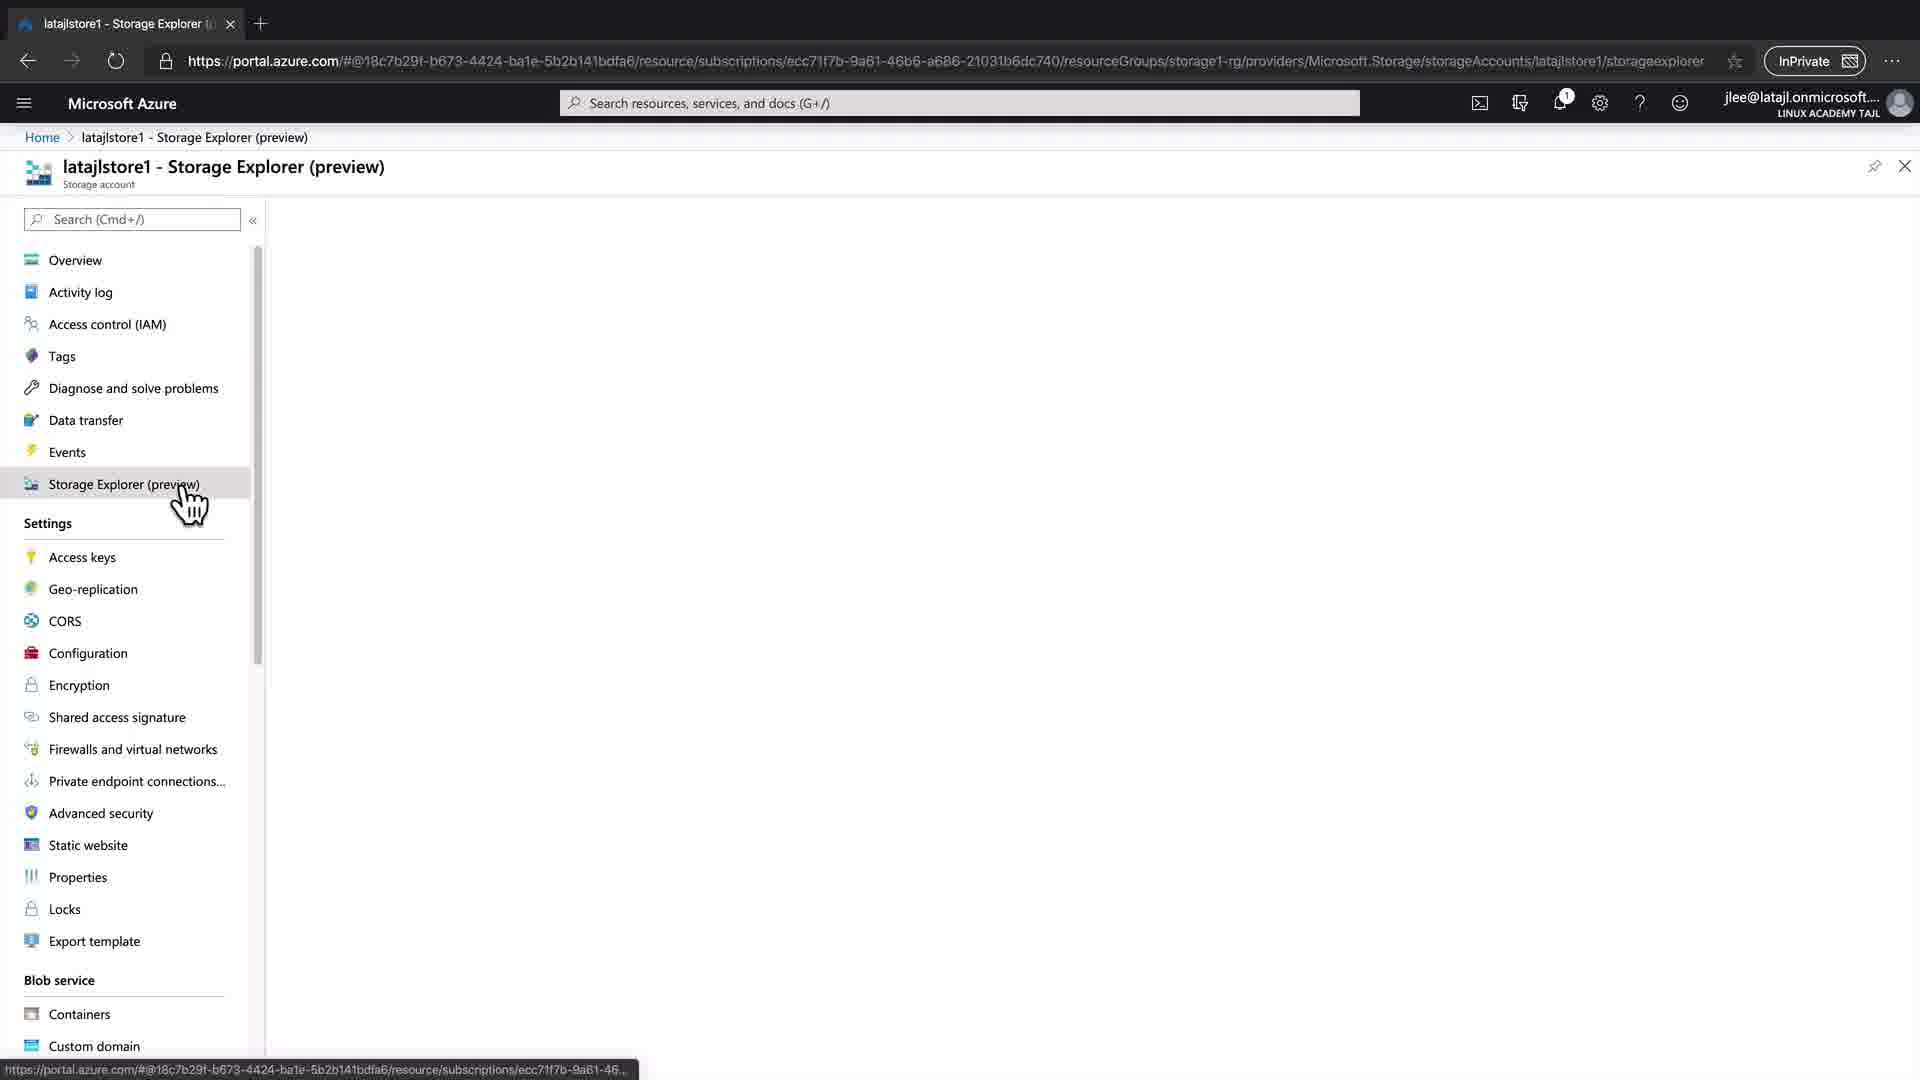 latajlstore1 - Storage Explorer (p
https://portal.azure.com/#@18c7b29f-b673-4424-ba1e-5b2b141bdfa6/resource/subscriptions/ecc71f7b-9a61-46b6-a686-21031b6dc740/resourceGroups/storage1-rg/providers/Microsoft.Storage/storageAccounts/latajlstore1/storageexplorer
InPrivate
Microsoft Azure
Search resources, services, and docs (G+/)
1
jlee@latajl.onmicrosoft....
LINUX ACADEMY TAJL
Home > latajlstore1 - Storage Explorer (preview)
latajlstore1 - Storage Explorer (preview)
Storage account
Search (Cmd+/)
«
Overview
Activity log
Access control (IAM)
Tags
Diagnose and solve problems
Data transfer
Events
Storage Explorer (preview)
Settings
Access keys
Geo-replication
CORS
Configuration
Encryption
Shared access signature
Firewalls and virtual networks
Private endpoint connections...
Advanced security
Static website
Properties
Locks
Export template
Blob service
Containers
Custom domain
https://portal.azure.com/#@18c7b29f-b673-4424-ba1e-5b2b141bdfa6/resource/subscriptions/ecc71f7b-9a61-46...